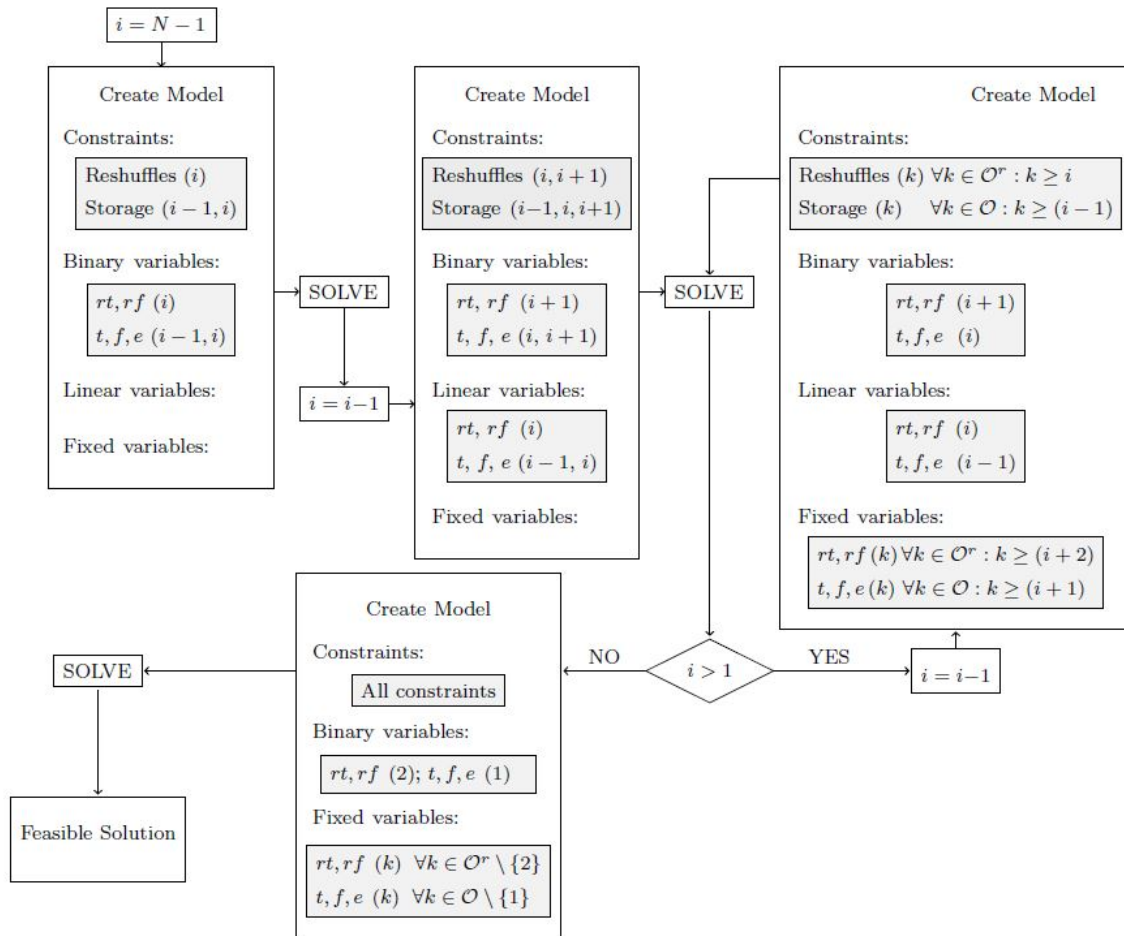 i = N − 1
Create Model
Constraints:
Reshuffles (i)
Storage (i − 1, i)
Binary variables:
rt, rf (i)
t, f, e (i − 1, i)
Linear variables:
Fixed variables:
SOLVE
i = i−1
Create Model
Constraints:
Reshuffles (i, i + 1)
Storage (i−1, i, i+1)
Binary variables:
rt, rf (i + 1)
t, f, e (i, i + 1)
Linear variables:
rt, rf (i)
t, f, e (i − 1, i)
Fixed variables:
SOLVE
Create Model
Constraints:
Reshuffles (k) ∀k ∈ 𝒪ʳ : k ≥ i
Storage (k) ∀k ∈ 𝒪 : k ≥ (i − 1)
Binary variables:
rt, rf (i + 1)
t, f, e (i)
Linear variables:
rt, rf (i)
t, f, e (i − 1)
Fixed variables:
rt, rf (k) ∀k ∈ 𝒪ʳ : k ≥ (i + 2)
t, f, e (k) ∀k ∈ 𝒪 : k ≥ (i + 1)
i > 1
YES
i = i−1
NO
Create Model
Constraints:
All constraints
Binary variables:
rt, rf (2); t, f, e (1)
Fixed variables:
rt, rf (k) ∀k ∈ 𝒪ʳ \ {2}
t, f, e (k) ∀k ∈ 𝒪 \ {1}
SOLVE
Feasible Solution